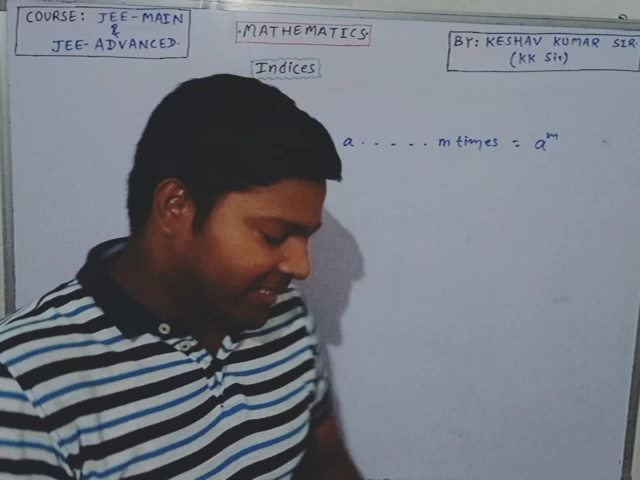 COURSE: JEE-MAIN
&
JEE-ADVANCED.
.MATHEMATICS.
Indices
BY: KESHAV KUMAR SIR.
(KK Sir)
a . . . . . m times = a^m